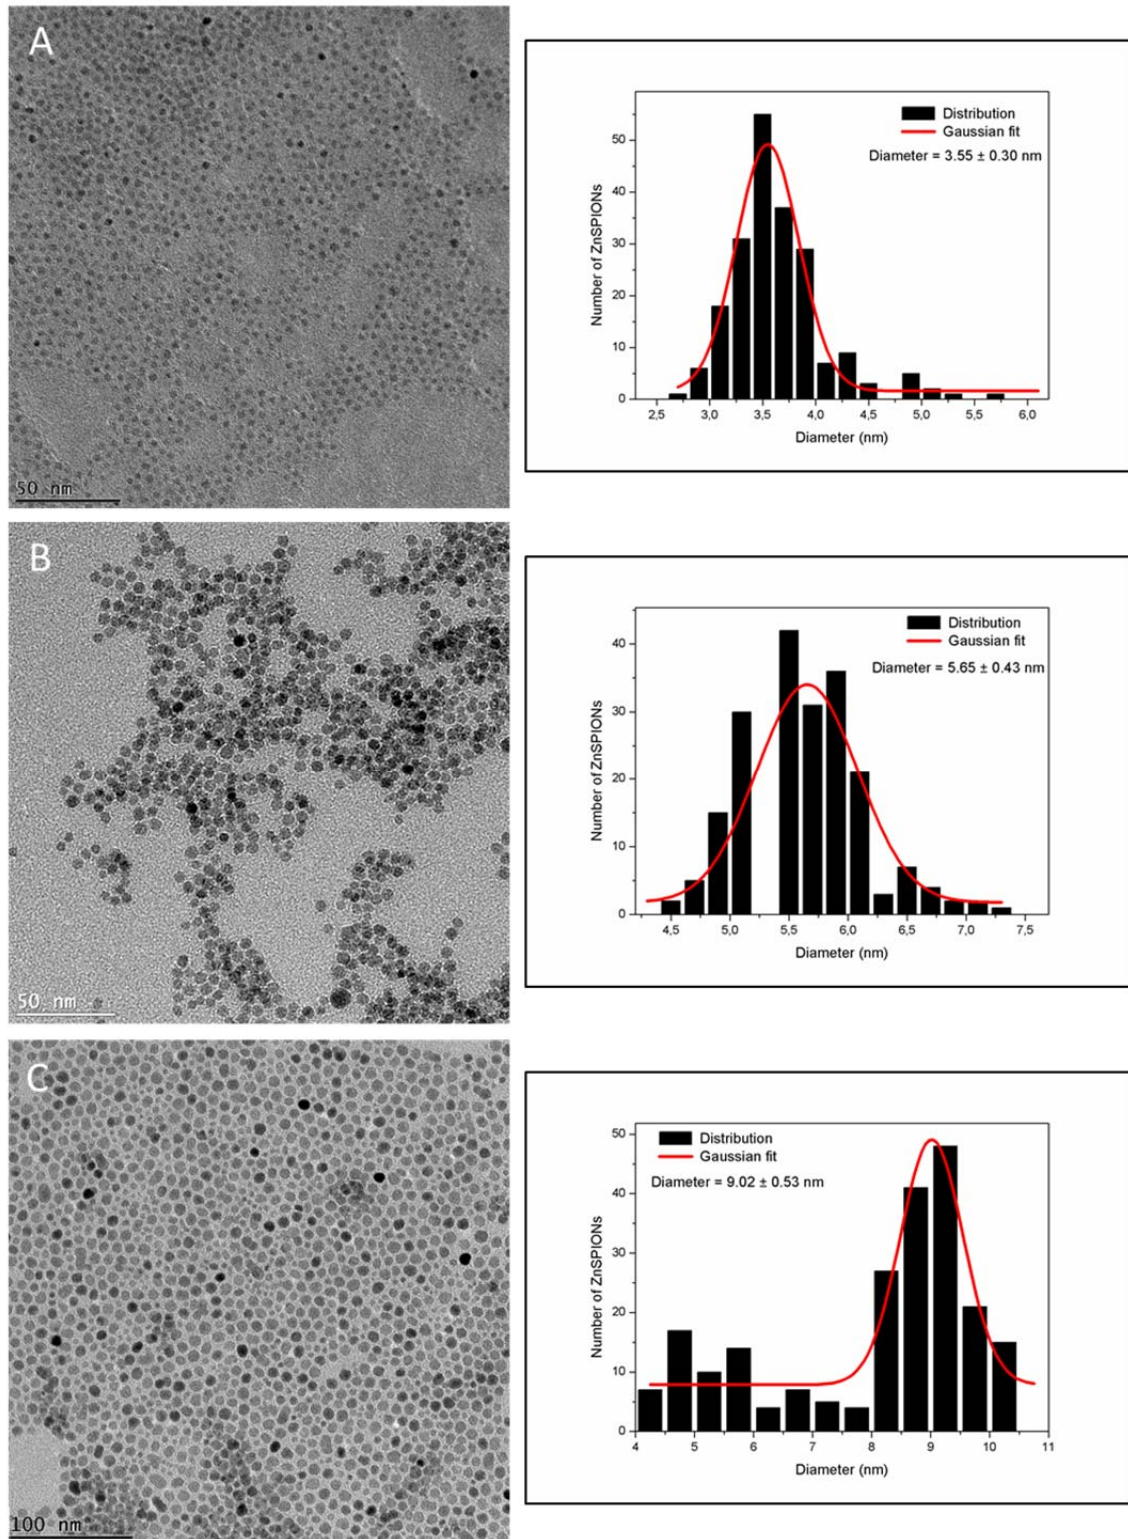 A
50 nm
Distribution
Gaussian fit
Diameter = 3.55 ± 0.30 nm
Number of ZnSPIONs
50
40
30
20
10
0
2,5 3,0 3,5 4,0 4,5 5,0 5,5 6,0
Diameter (nm)
B
50 nm
Distribution
Gaussian fit
Diameter = 5.65 ± 0.43 nm
Number of ZnSPIONs
40
30
20
10
0
4,5 5,0 5,5 6,0 6,5 7,0 7,5
Diameter (nm)
C
100 nm
Distribution
Gaussian fit
Diameter = 9.02 ± 0.53 nm
Number of ZnSPIONs
50
40
30
20
10
0
4 5 6 7 8 9 10 11
Diameter (nm)